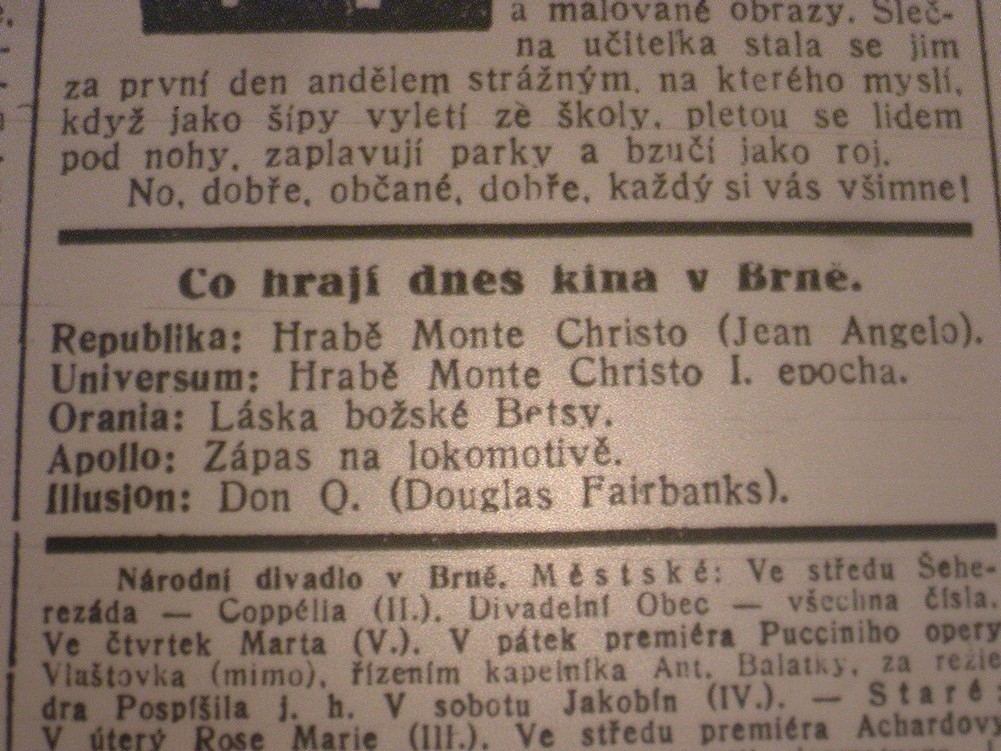 a malované obrazy. Sleč-
na učitelka stala se jim
za první den andělem strážným, na kterého myslí,
když jako šípy vyletí ze školy, pletou se lidem
pod nohy, zaplavují parky a bzučí jako roj.
No, dobře, občané, dobře, každý si vás všimne!
Co hrají dnes kina v Brně.
Republika: Hrabě Monte Christo (Jean Angelo).
Universum: Hrabě Monte Christo I. epocha.
Orania: Láska božské Betsy.
Apollo: Zápas na lokomotivě.
Illusion: Don Q. (Douglas Fairbanks).
Národní divadlo v Brně. Městské: Ve středu Šehe-
rezáda — Coppélia (II.). Divadelní Obec — všechna čísla.
Ve čtvrtek Marta (V.). V pátek premiéra Pucciniho opery
Vlaštovka (mimo), řízením kapelníka Ant. Balatky, za režie
dra Pospíšila j. h. V sobotu Jakobín (IV.). — Staré:
V úterý Rose Marie (III.). Ve středu premiéra Achardovy